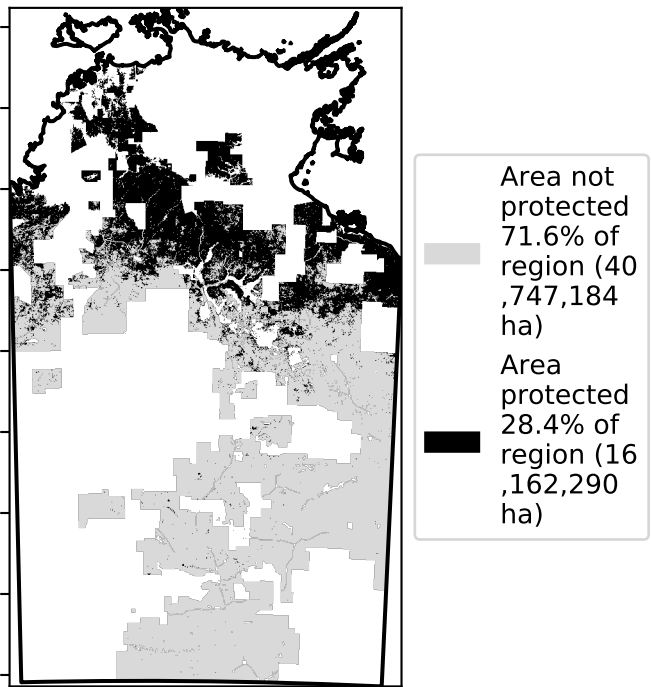 Area not
protected
71.6% of
region (40
,747,184
ha)
Area
protected
28.4% of
region (16
,162,290
ha)